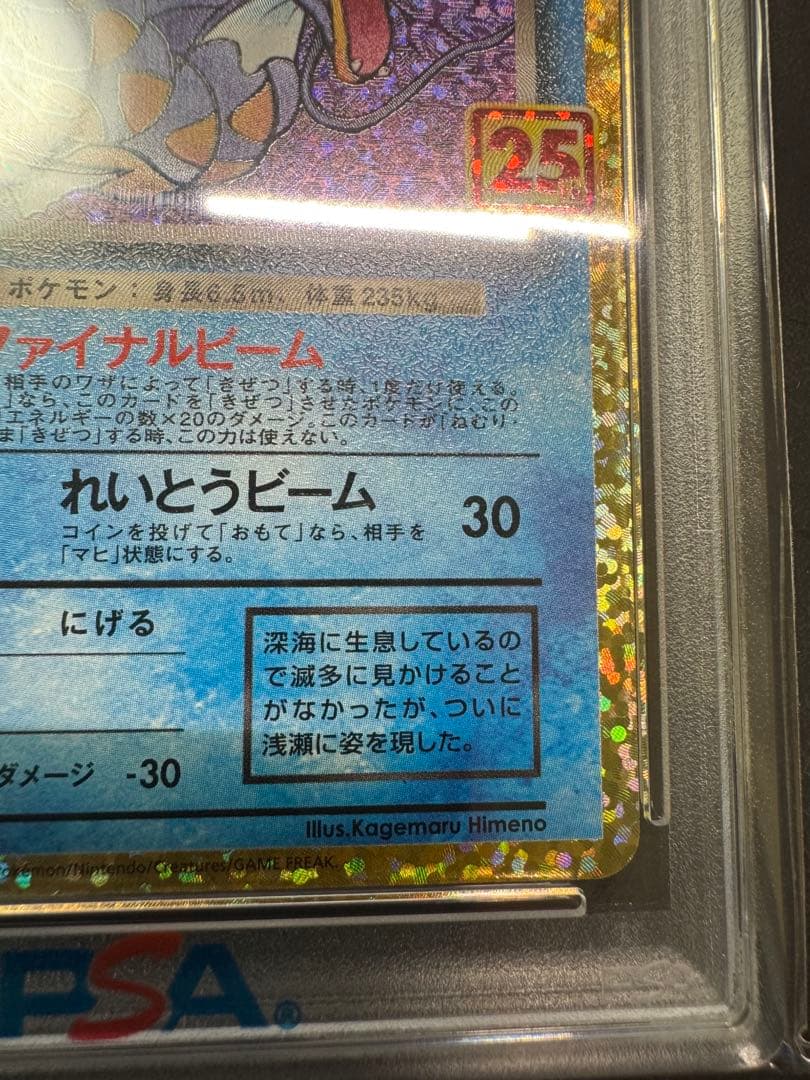 25
ポケモン：身長6.5m、体重235kg
ファイナルビーム
相手のワザによって「きぜつ」する時、1度だけ使える。
」なら、このカードを「きぜつ」させたポケモンに、この
エネルギーの数×20のダメージ。このカードが「ねむり・
ま「きぜつ」する時、この力は使えない。
れいとうビーム 30
コインを投げて「おもて」なら、相手を
「マヒ」状態にする。
にげる
深海に生息しているの
で滅多に見かけること
がなかったが、ついに
浅瀬に姿を現した。
ダメージ -30
Illus.Kagemaru Himeno
Pokémon/Nintendo/Creatures/GAME FREAK.
PSA®